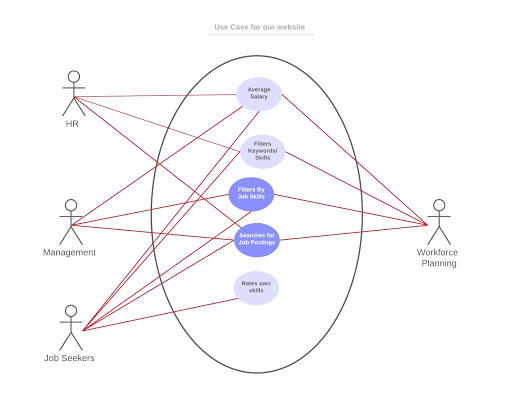 Use Case for our website
Average
Salary
HR
Filters
Keywords/
Skills
Filters By
Job Skills
Searches for
Job Postings
Management
Workforce
Planning
Rates own
skills
Job Seekers